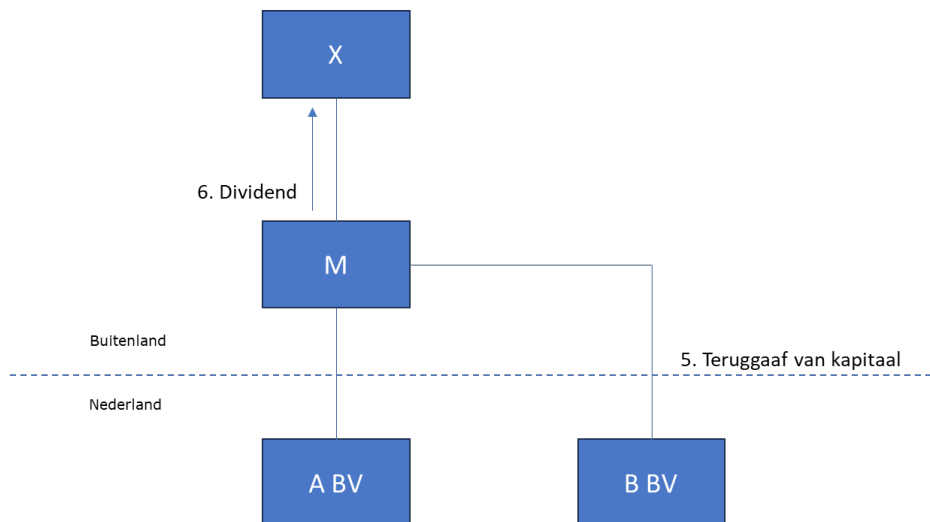 X
6. Dividend
M
Buitenland
5. Teruggaaf van kapitaal
Nederland
A BV
B BV